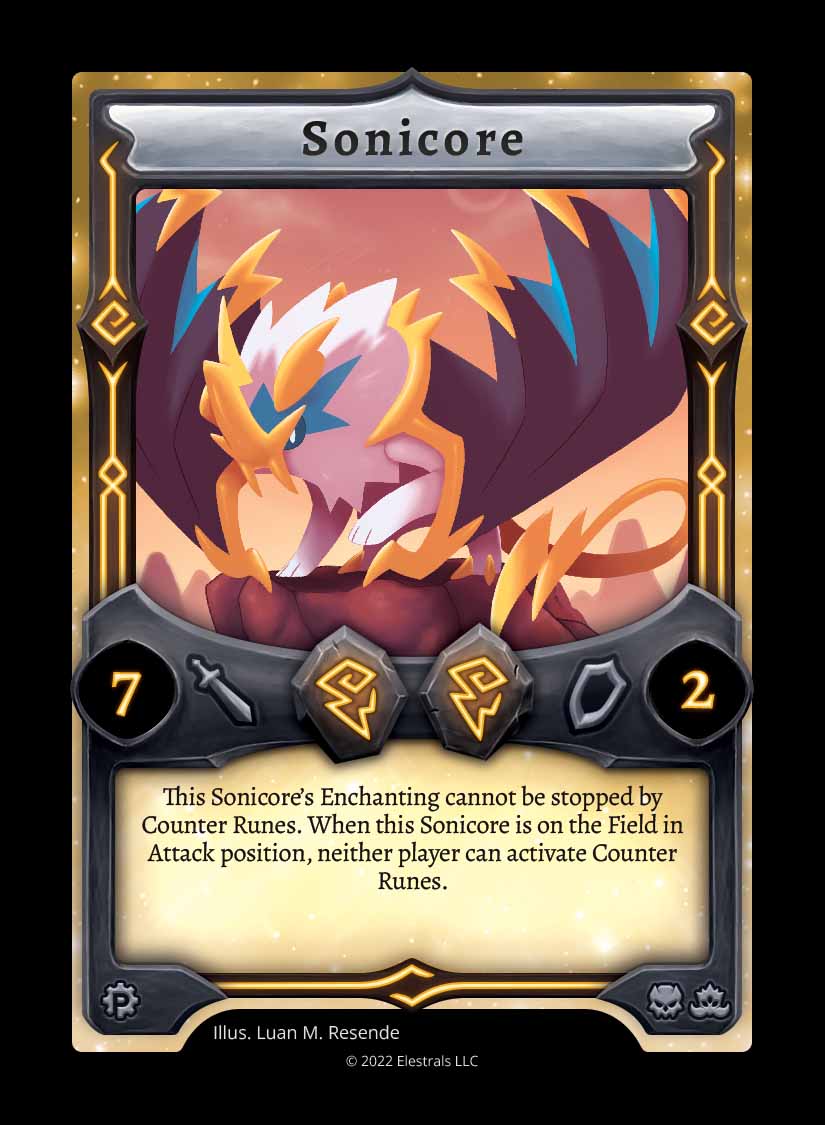 Sonicore
7
2
This Sonicore's Enchanting cannot be stopped by
Counter Runes. When this Sonicore is on the Field in
Attack position, neither player can activate Counter
Runes.
P
Illus. Luan M. Resende
© 2022 Elestrals LLC